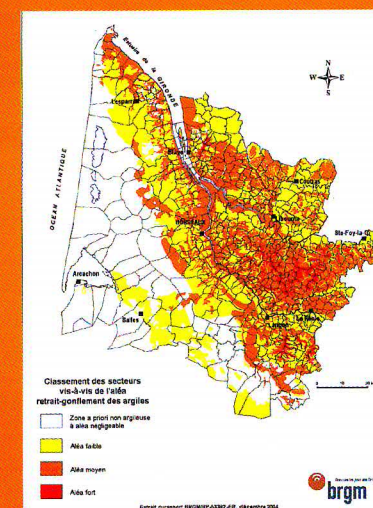 Estuaire de la GIRONDE
N
W E
S
Lesparre
OCEAN ATLANTIQUE
Blaye
Coutras
Libourne
BORDEAUX
Ste-Foy-la-G
Arcachon
La Réole
Langon
Salles
Classement des secteurs
vis-à-vis de l'aléa
retrait-gonflement des argiles
Zone a priori non argileuse
à aléa négligeable
Aléa faible
Aléa moyen
Aléa fort
brgm